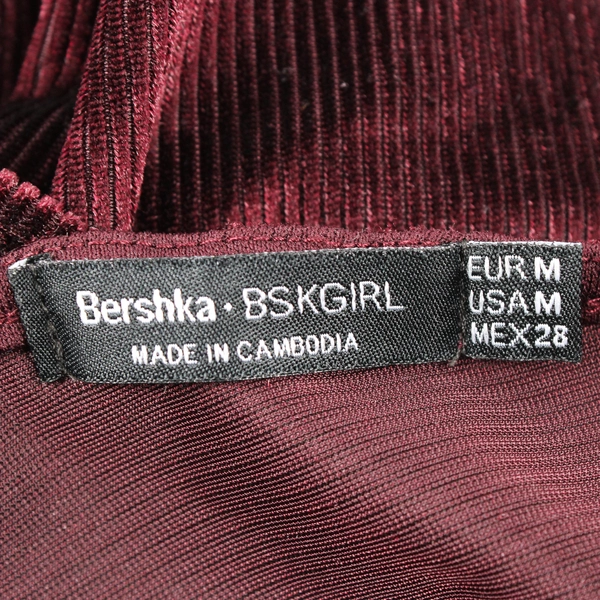 Bershka · BSKGIRL
MADE IN CAMBODIA
EUR M
USA M
MEX 28